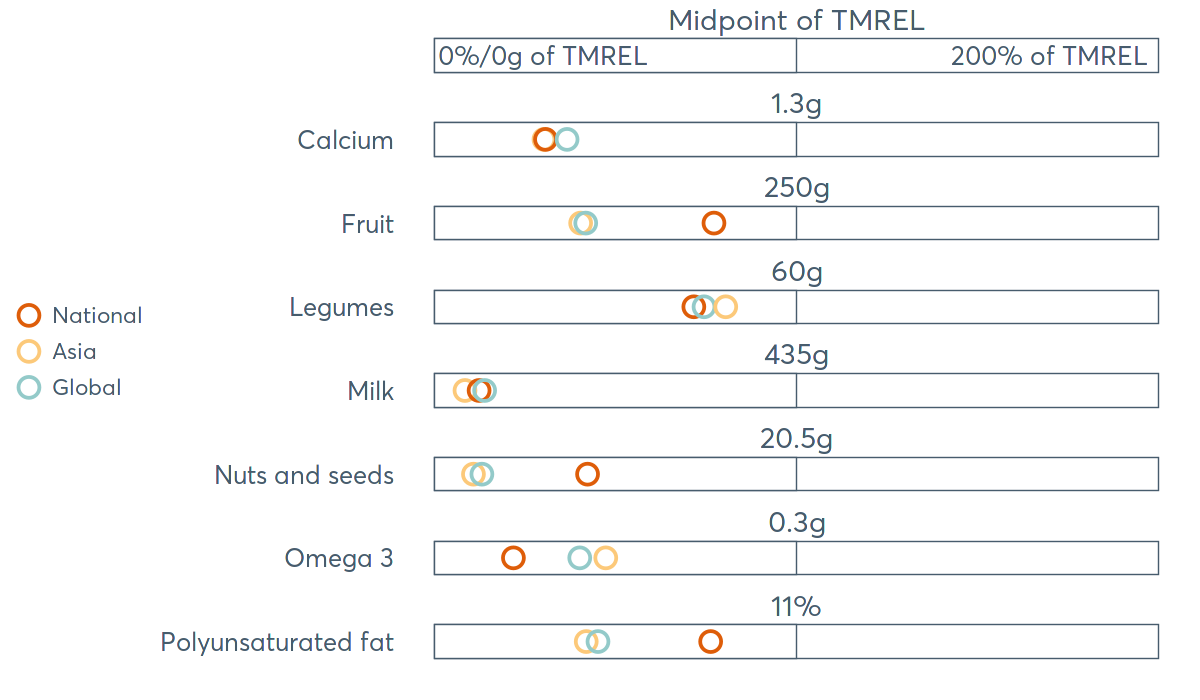 Midpoint of TMREL
0%/0g of TMREL
200% of TMREL
1.3g
Calcium
250g
Fruit
60g
Legumes
435g
Milk
20.5g
Nuts and seeds
0.3g
Omega 3
11%
Polyunsaturated fat
National
Asia
Global